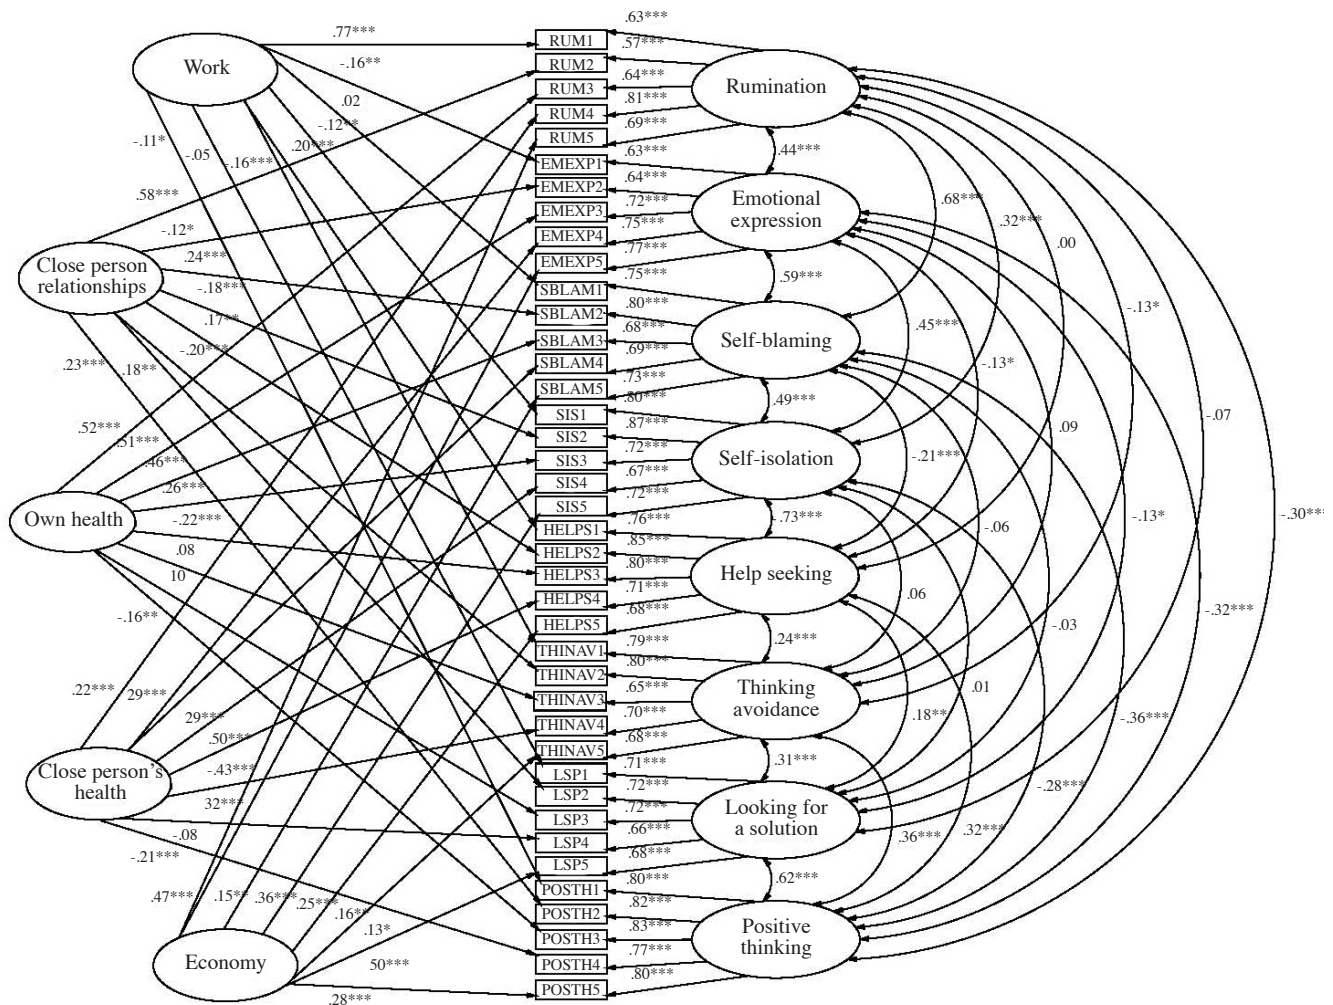 .63***
.77***
RUM1
.57***
Work
-.16**
RUM2
.64***
Rumination
RUM3
.02
.81***
RUM4
-.12**
.69***
-.11*
.20***
RUM5
-.05
-.16***
.63***
.44***
EMEXP1
.64***
.58***
EMEXP2
.72***
Emotional
expression
.68***
.32***
EMEXP3
.75***
-.12*
EMEXP4
.77***
.00
.24***
EMEXP5
.75***
Close person
relationships
.59***
-.18***
SBLAM1
.80***
-.13*
SBLAM2
.17**
.68***
.45***
SBLAM3
Self-blaming
-.20***
.69***
.23***
.18**
SBLAM4
-.13*
.73***
SBLAM5
.80***
.49***
SIS1
.87***
-.07
.52***
SIS2
.09
.51***
.72***
SIS3
Self-isolation
-.21***
.46***
.67***
SIS4
.26***
.72***
SIS5
.76***
-.73***
-.13*
-.30***
Own health
-.22***
HELPS1
.85***
-.06
.08
HELPS2
.80***
10
HELPS3
Help seeking
.71***
HELPS4
.06
-.16**
.68***
-.32***
HELPS5
.79***
.24***
-.03
THINAV1
.80***
THINAV2
.65***
Thinking
avoidance
.01
.22***
29***
THINAV3
.70***
29***
THINAV4
.68***
.18**
-.36***
.50***
THINAV5
.71***
.31***
Close person's
health
-.43***
LSP1
.72***
-.28***
LSP2
32***
.72***
Looking for
a solution
LSP3
.66***
-.08
.36***
.32***
LSP4
-.21***
.68***
LSP5
.80***
.62***
.47***
.15**
.36***
.25***
POSTH1
.82***
.16**
POSTH2
.83***
Positive
thinking
.13*
POSTH3
.77***
Economy
50***
POSTH4
.80***
.28***
POSTH5